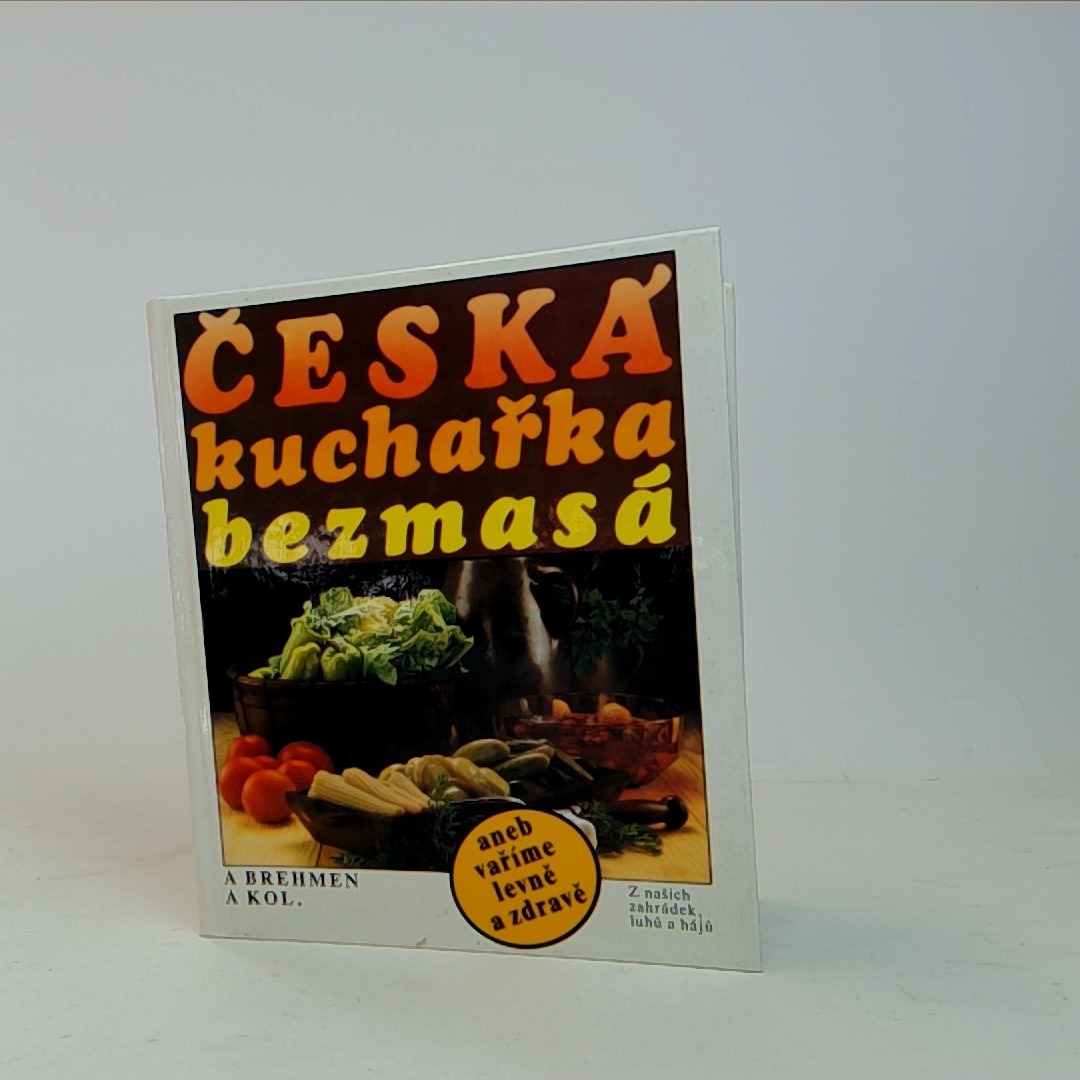 ČESKÁ
kuchařka
bezmasá
aneb
vaříme
levně
a zdravě
A BREHMEN
A KOL.
Z našich
zahrádek,
luhů a hájů